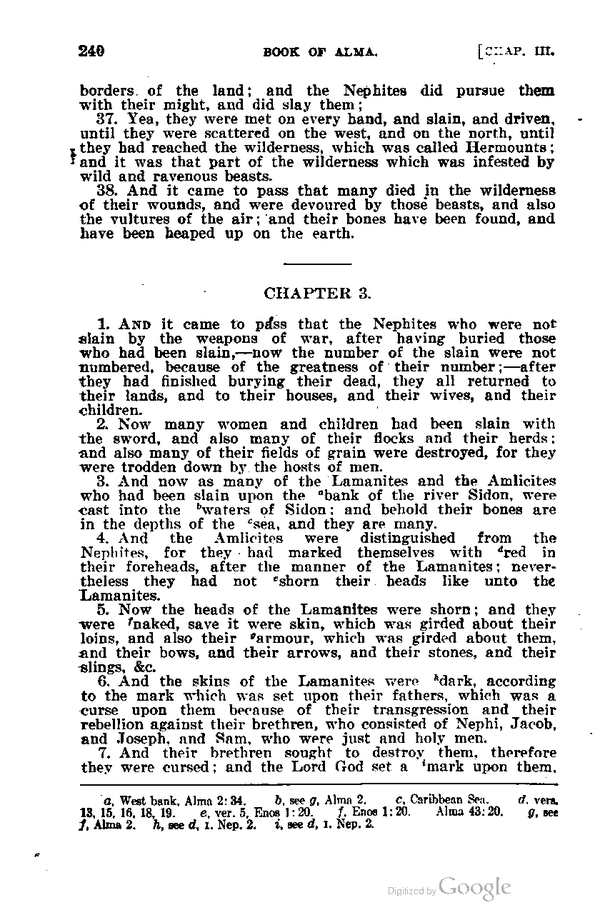 240 BOOK OF ALMA. [CHAP. III.
borders of the land; and the Nephites did pursue them
with their might, and did slay them;
37. Yea, they were met on every hand, and slain, and driven,
until they were scattered on the west, and on the north, until
they had reached the wilderness, which was called Hermounts;
and it was that part of the wilderness which was infested by
wild and ravenous beasts.
38. And it came to pass that many died in the wilderness
of their wounds, and were devoured by those beasts, and also
the vultures of the air; and their bones have been found, and
have been heaped up on the earth.
CHAPTER 3.
1. AND it came to pass that the Nephites who were not
slain by the weapons of war, after having buried those
who had been slain,—now the number of the slain were not
numbered, because of the greatness of their number;—after
they had finished burying their dead, they all returned to
their lands, and to their houses, and their wives, and their
children.
2. Now many women and children had been slain with
the sword, and also many of their flocks and their herds;
and also many of their fields of grain were destroyed, for they
were trodden down by the hosts of men.
3. And now as many of the Lamanites and the Amlicites
who had been slain upon the ᵃbank of the river Sidon, were
cast into the ᵇwaters of Sidon; and behold their bones are
in the depths of the ᶜsea, and they are many.
4. And the Amlicites were distinguished from the
Nephites, for they had marked themselves with ᵈred in
their foreheads, after the manner of the Lamanites; never-
theless they had not ᵉshorn their heads like unto the
Lamanites.
5. Now the heads of the Lamanites were shorn; and they
were ᶠnaked, save it were skin, which was girded about their
loins, and also their ᵍarmour, which was girded about them,
and their bows, and their arrows, and their stones, and their
slings, &c.
6. And the skins of the Lamanites were ʰdark, according
to the mark which was set upon their fathers, which was a
curse upon them because of their transgression and their
rebellion against their brethren, who consisted of Nephi, Jacob,
and Joseph, and Sam, who were just and holy men.
7. And their brethren sought to destroy them, therefore
they were cursed; and the Lord God set a ⁱmark upon them,
a, West bank, Alma 2: 34. b, see g, Alma 2. c, Caribbean Sea. d. vers.
13, 15, 16, 18, 19. e, ver. 5, Enos 1: 20. f, Enos 1: 20. Alma 43: 20. g, see
f, Alma 2. h, see d, 1. Nep. 2. i, see d, 1. Nep. 2.
Digitized by Google